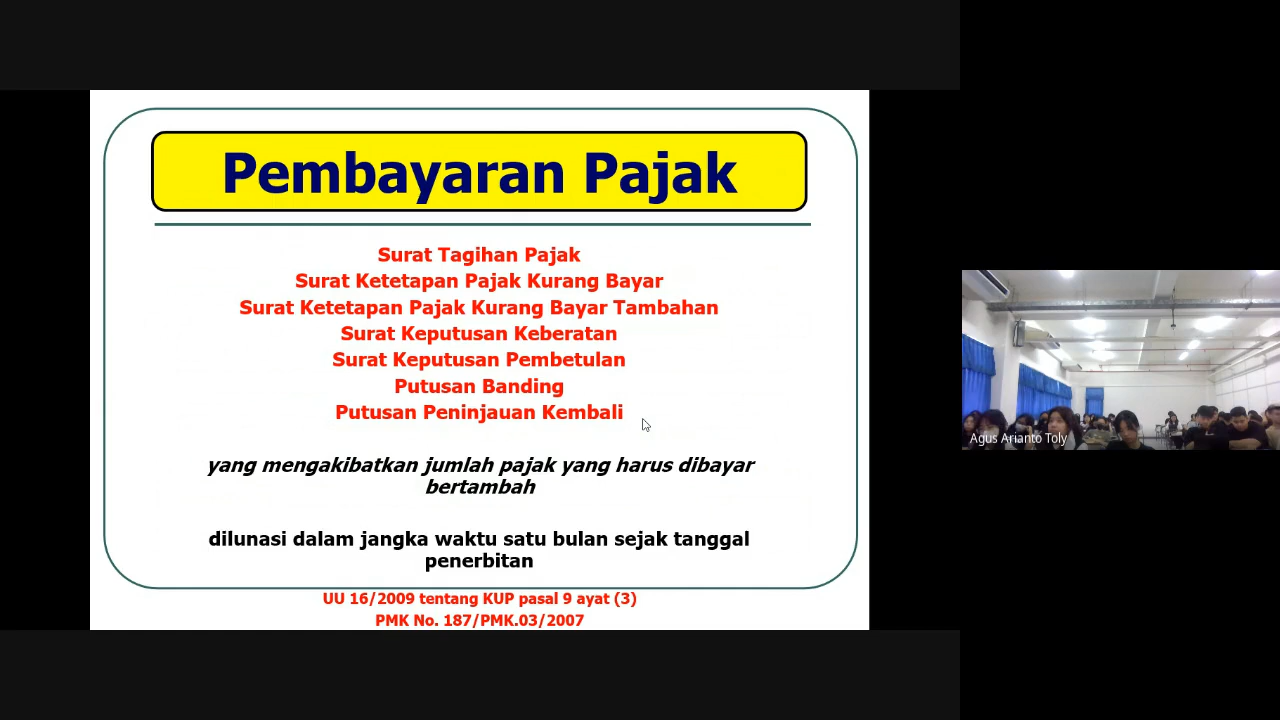 Pembayaran Pajak
Surat Tagihan Pajak
Surat Ketetapan Pajak Kurang Bayar
Surat Ketetapan Pajak Kurang Bayar Tambahan
Surat Keputusan Keberatan
Surat Keputusan Pembetulan
Putusan Banding
Putusan Peninjauan Kembali
yang mengakibatkan jumlah pajak yang harus dibayar
bertambah
dilunasi dalam jangka waktu satu bulan sejak tanggal
penerbitan
UU 16/2009 tentang KUP pasal 9 ayat (3)
PMK No. 187/PMK.03/2007
Agus Arianto Toly